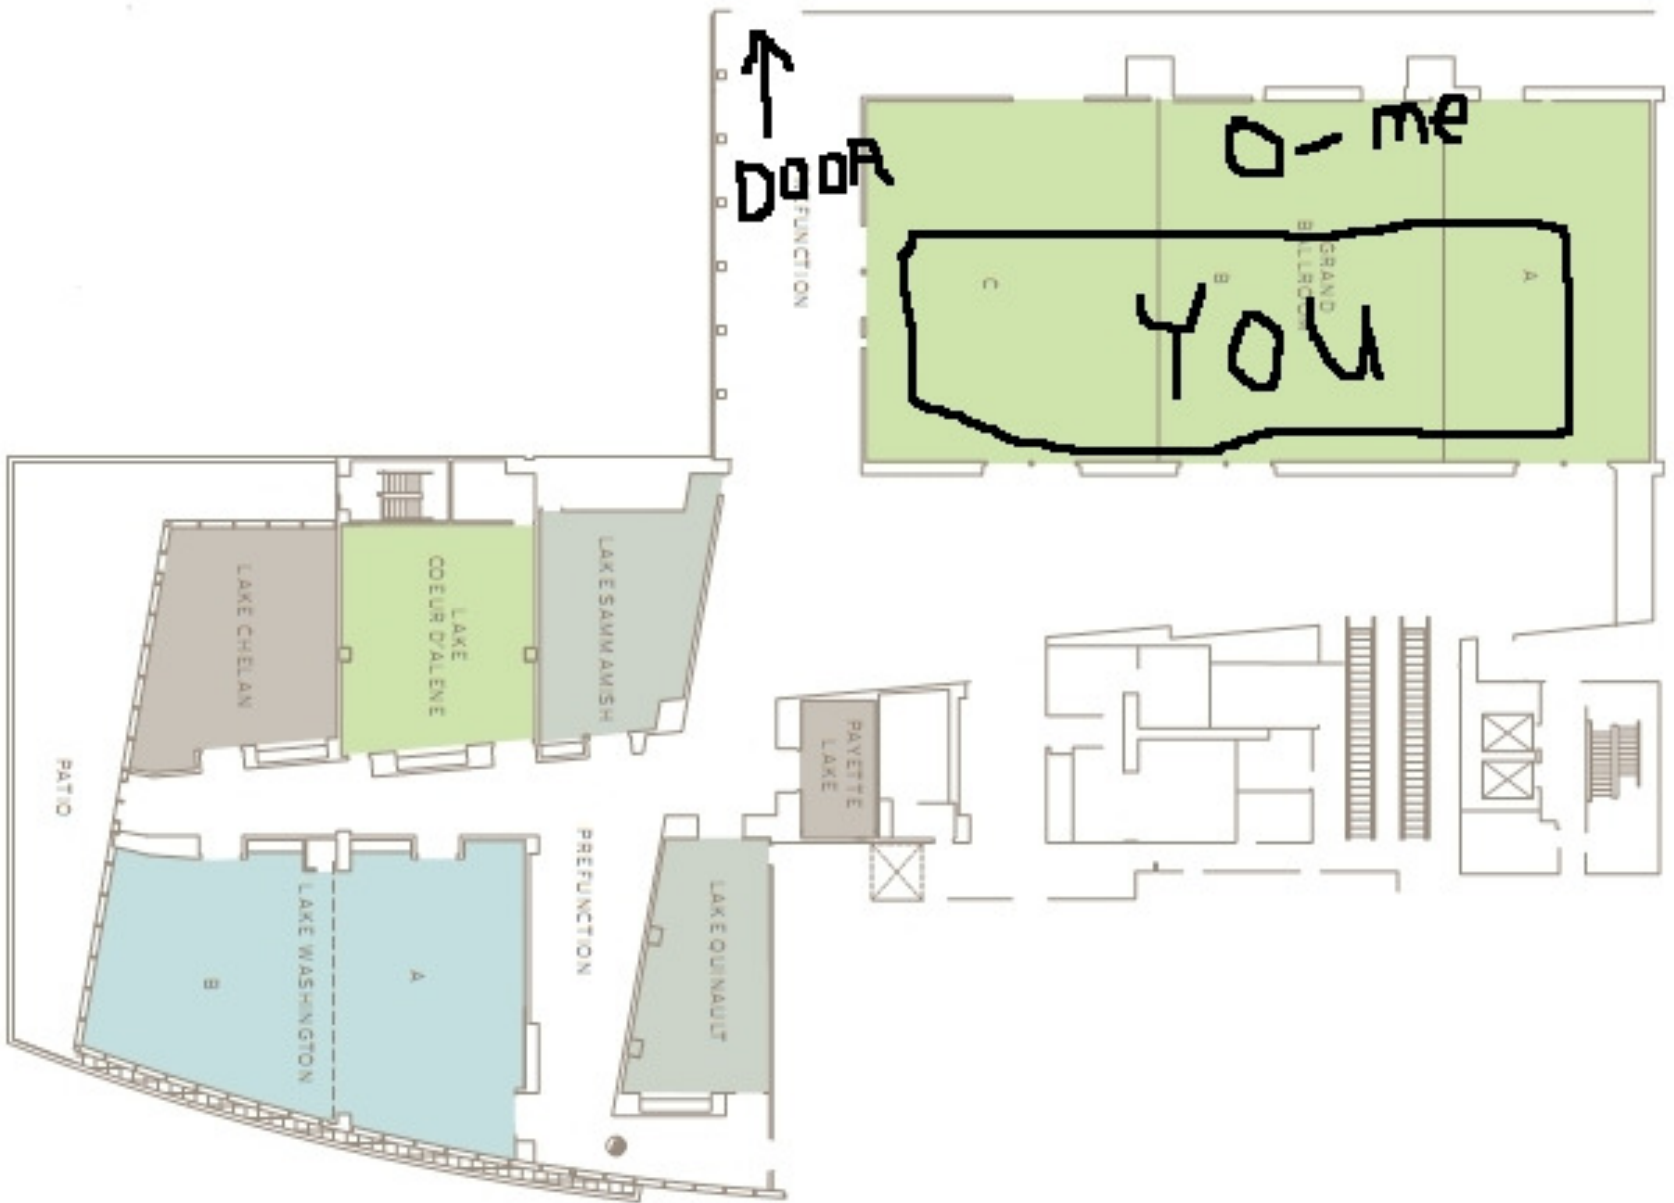 DOOR
O - me
PREFUNCTION
GRAND
BALLROOM
C
B
A
YOU
LAKE CHELAN
LAKE
COEUR D'ALENE
LAKE SAMMAMISH
PATIO
PAYETTE
LAKE
PREFUNCTION
LAKE WASHINGTON
B
A
LAKE QUINAULT